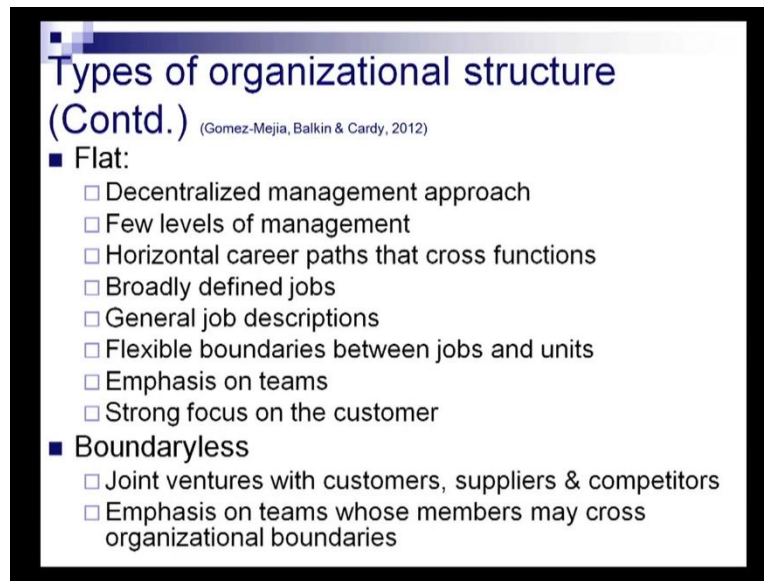 Types of organizational structure
(Contd.) (Gomez-Mejia, Balkin & Cardy, 2012)
Flat:
Decentralized management approach
Few levels of management
Horizontal career paths that cross functions
Broadly defined jobs
General job descriptions
Flexible boundaries between jobs and units
Emphasis on teams
Strong focus on the customer
Boundaryless
Joint ventures with customers, suppliers & competitors
Emphasis on teams whose members may cross
organizational boundaries